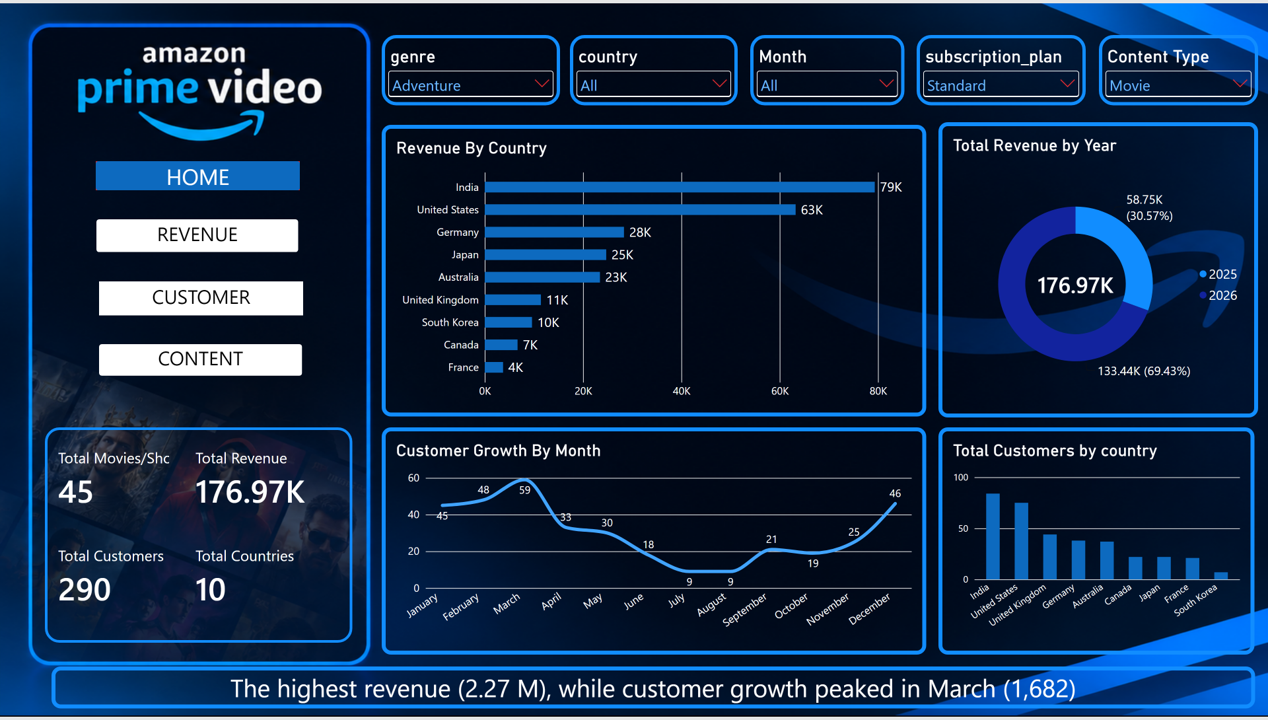 amazon
prime video
HOME
REVENUE
CUSTOMER
CONTENT
Total Movies/Shc
45
Total Revenue
176.97K
Total Customers
290
Total Countries
10
genre
Adventure
country
All
Month
All
subscription_plan
Standard
Content Type
Movie
Revenue By Country
India 79K
United States 63K
Germany 28K
Japan 25K
Australia 23K
United Kingdom 11K
South Korea 10K
Canada 7K
France 4K
0K 20K 40K 60K 80K
Total Revenue by Year
58.75K
(30.57%)
176.97K
2025
2026
133.44K (69.43%)
Customer Growth By Month
60
40
20
0
45 48 59 33 30 18 9 9 21 19 25 46
January February March April May June July August September October November December
Total Customers by country
100
50
0
India United States United Kingdom Germany Australia Canada Japan France South Korea
The highest revenue (2.27 M), while customer growth peaked in March (1,682)